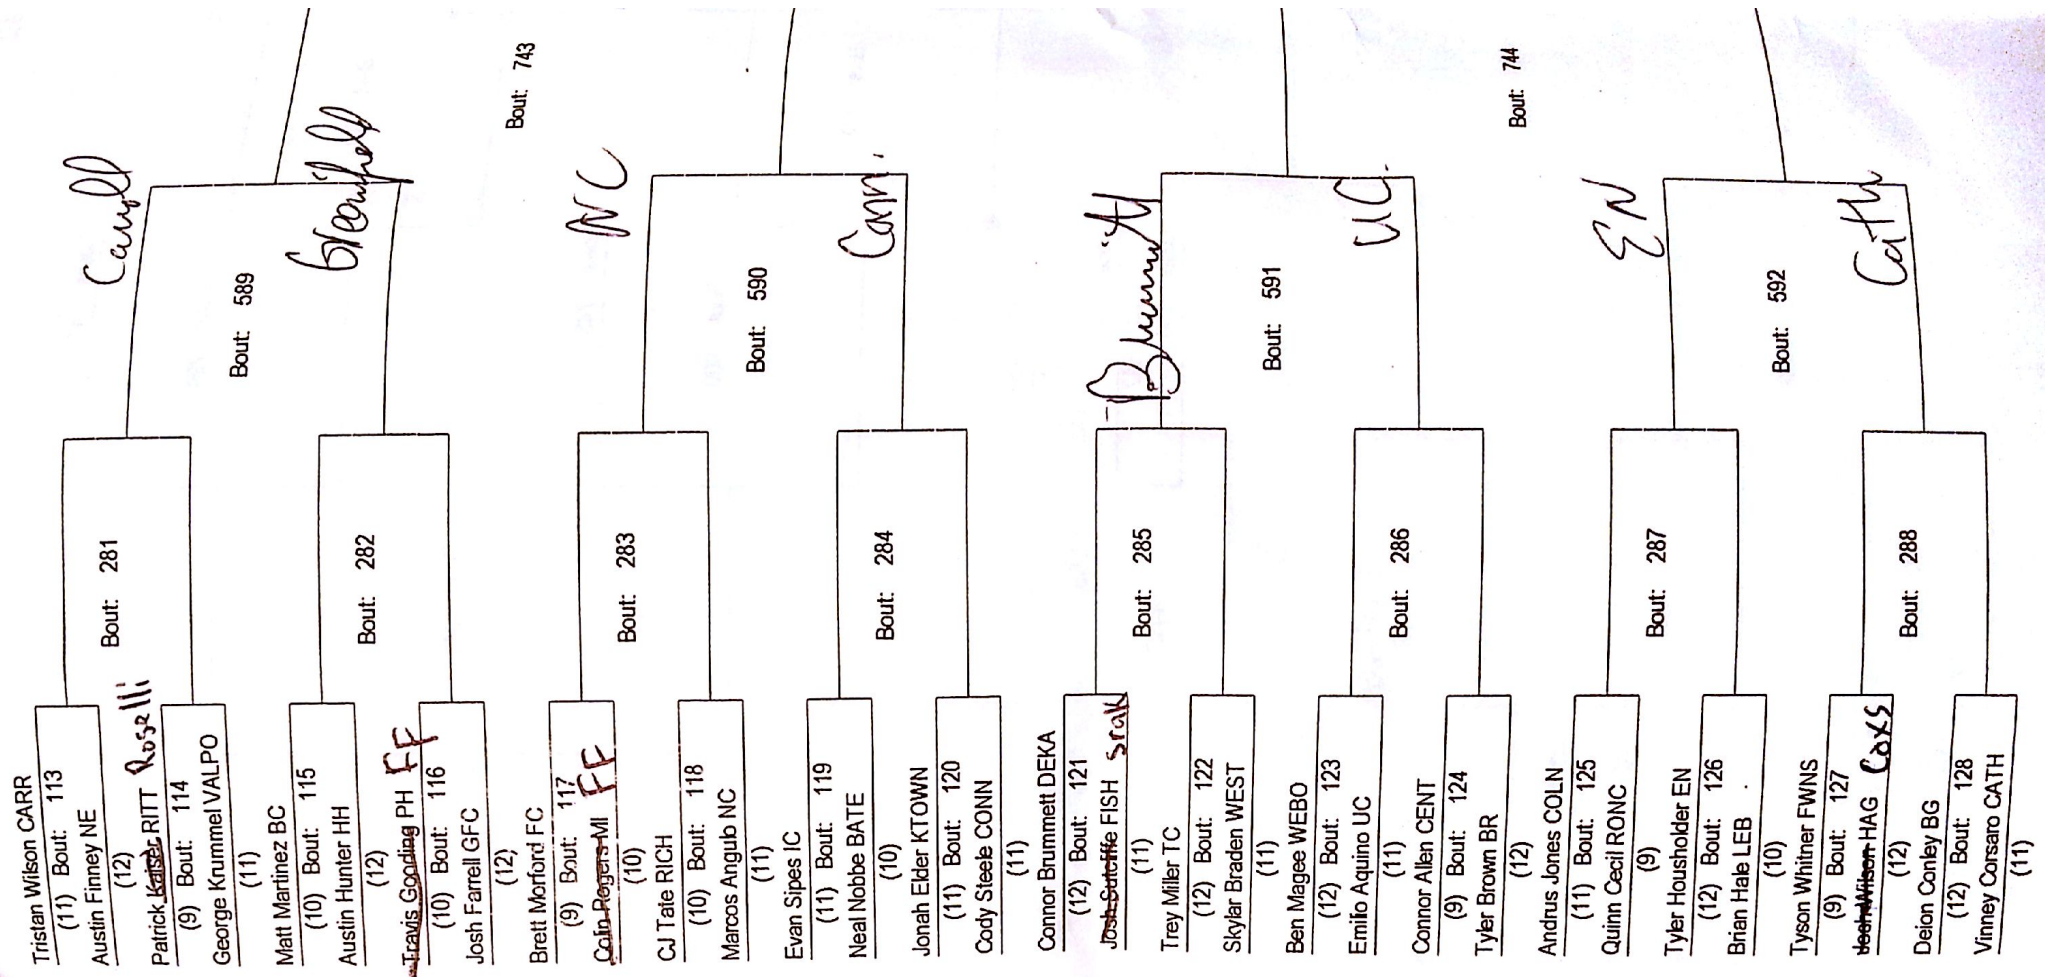 Tristan Wilson CARR
(11) Bout: 113
Austin Finney NE
(12)
Patrick RITT Roselli
(9) Bout: 114
George Krummel VALPO
(11)
Bout: 281
Matt Martinez BC
(10) Bout: 115
Austin Hunter HH
(12)
Travis Gooding PH FF
(10) Bout: 116
Josh Farrell GFC
(12)
Bout: 282
Bout: 589
Brett Morford FC
(9) Bout: 117
Colin Rogers MI FF
(10)
CJ Tate RICH
(10) Bout: 118
Marcos Angulo NC
(11)
Bout: 283
NC
Evan Sipes IC
(11) Bout: 119
Neal Nobbe BATE
(10)
Jonah Elder KTOWN
(11) Bout: 120
Cody Steele CONN
(11)
Bout: 284
Conn.
Bout: 590
Bout: 743
Connor Brummett DEKA
(12) Bout: 121
Josh Sutcliffe FISH
(11)
Trey Miller TC
(12) Bout: 122
Skylar Braden WEST
(11)
Bout: 285
Ben Magee WEBO
(12) Bout: 123
Emilio Aquino UC
(11)
Connor Allen CENT
(9) Bout: 124
Tyler Brown BR
(12)
Bout: 286
UC.
Bout: 591
Andrus Jones COLN
(11) Bout: 125
Quinn Cecil RONC
(9)
Tyler Housholder EN
(12) Bout: 126
Brian Hale LEB
(10)
Bout: 287
EN
Tyson Whitner FWNS
(9) Bout: 127
Wilson HAG Coxs
(12)
Deion Conley BG
(12) Bout: 128
Vinney Corsaro CATH
(11)
Bout: 288
Cath
Bout: 592
Bout: 744